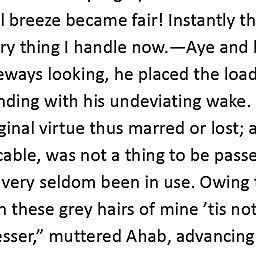 l breeze became fair! Instantly th
ry thing I handle now.—Aye and l
eways looking, he placed the load
nding with his undeviating wake.
ginal virtue thus marred or lost; a
cable, was not a thing to be passe
very seldom been in use. Owing
n these grey hairs of mine ’tis not
esser,” muttered Ahab, advancing